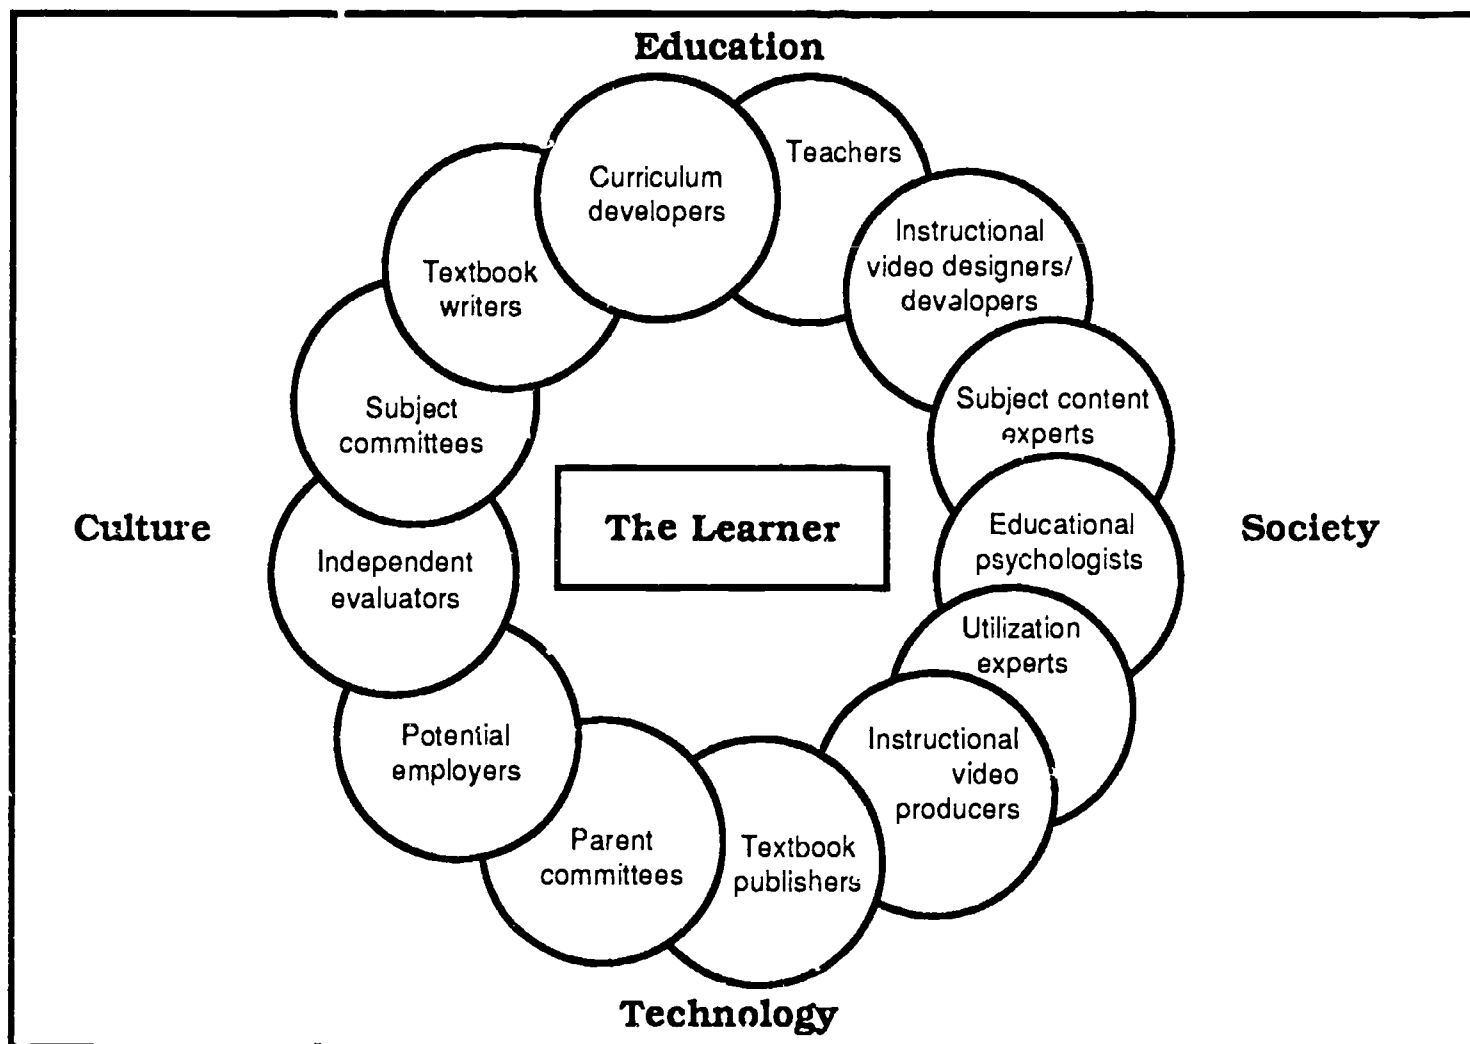 Education
Curriculum
developers
Teachers
Instructional
video designers/
devalopers
Subject content
experts
Educational
psychologists
Utilization
experts
Instructional
video
producers
Textbook
publishers
Parent
committees
Potential
employers
Independent
evaluators
Subject
committees
Textbook
writers
The Learner
Culture
Society
Technology